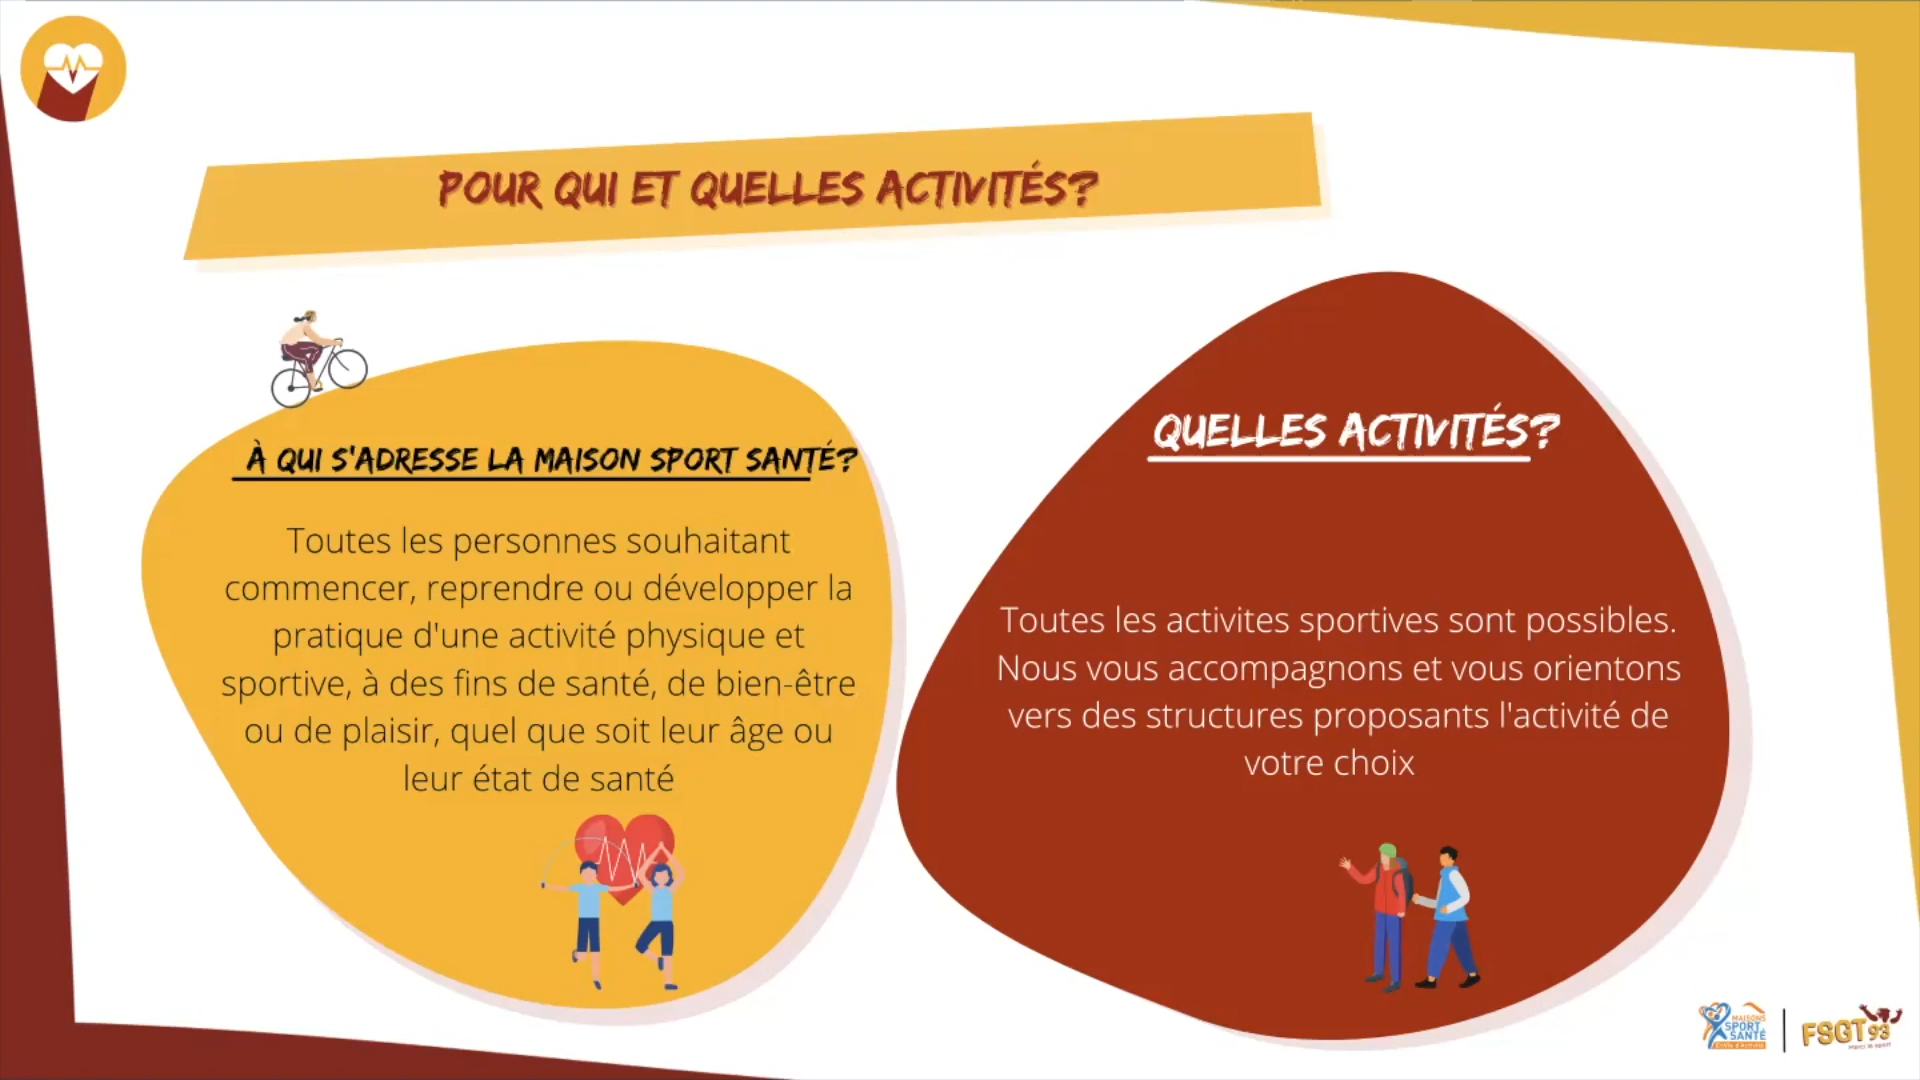 POUR QUI ET QUELLES ACTIVITÉS?
À QUI S'ADRESSE LA MAISON SPORT SANTÉ?
Toutes les personnes souhaitant
commencer, reprendre ou développer la
pratique d'une activité physique et
sportive, à des fins de santé, de bien-être
ou de plaisir, quel que soit leur âge ou
leur état de santé
QUELLES ACTIVITÉS?
Toutes les activites sportives sont possibles.
Nous vous accompagnons et vous orientons
vers des structures proposants l'activité de
votre choix
MAISONS
SPORT
SANTÉ
FSGT 93